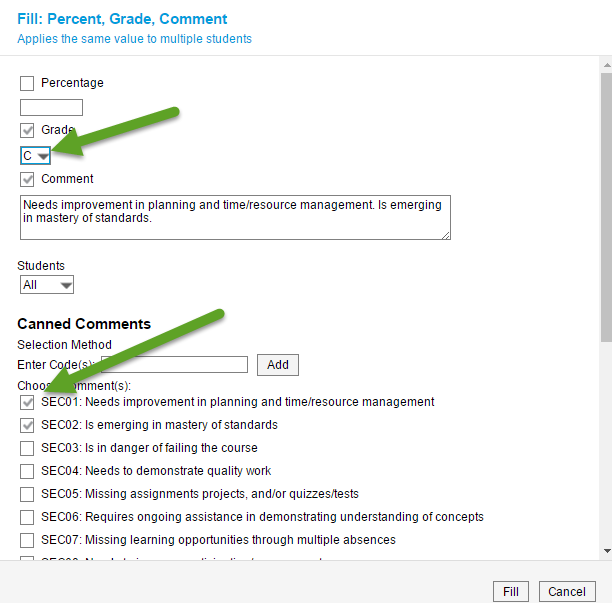 Fill: Percent, Grade, Comment
Applies the same value to multiple students
Percentage
Grade
C
Comment
Needs improvement in planning and time/resource management. Is emerging
in mastery of standards.
Students
All
Canned Comments
Selection Method
Enter Code(s): Add
Choose Comment(s):
SEC01: Needs improvement in planning and time/resource management
SEC02: Is emerging in mastery of standards
SEC03: Is in danger of failing the course
SEC04: Needs to demonstrate quality work
SEC05: Missing assignments projects, and/or quizzes/tests
SEC06: Requires ongoing assistance in demonstrating understanding of concepts
SEC07: Missing learning opportunities through multiple absences
Fill Cancel